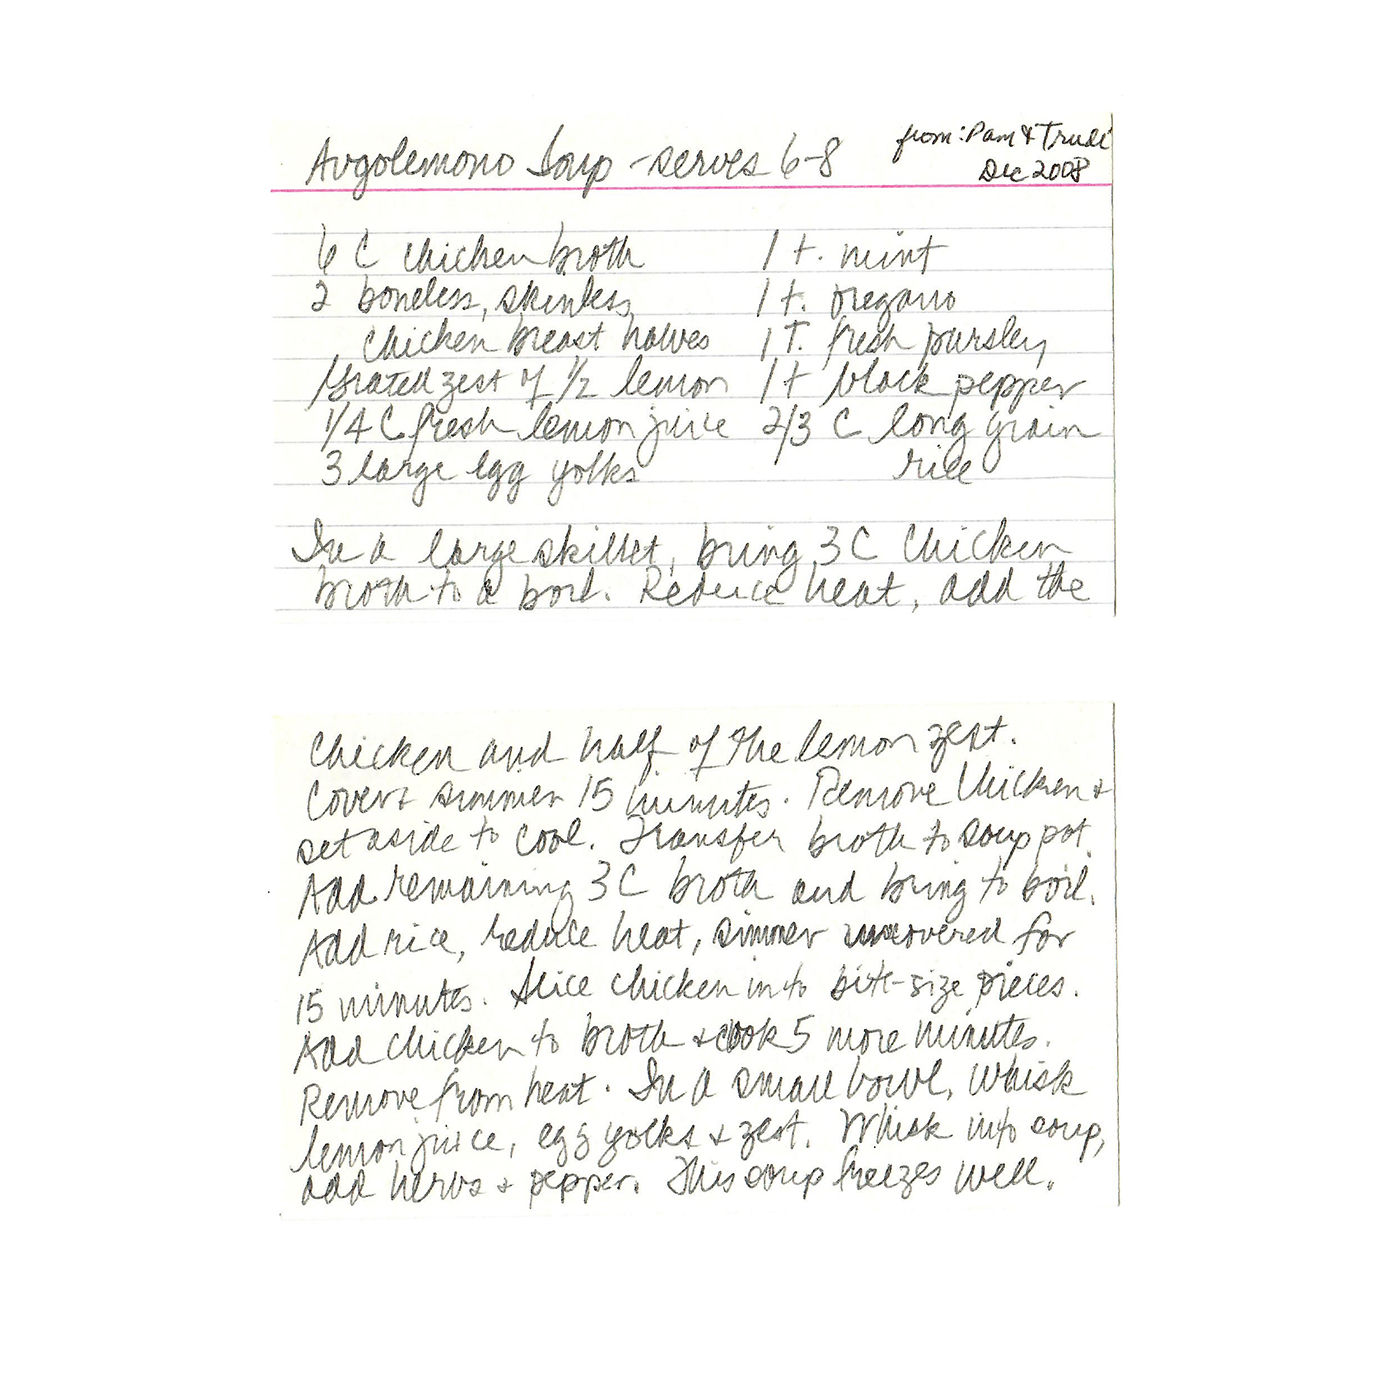 Avgolemono Soup - serves 6-8
from: Pam & Trudi
Dec 2008
6 C chicken broth
2 boneless, skinless
chicken breast halves
Grated zest of 1/2 lemon
1/4 C fresh lemon juice
3 large egg yolks
1 t. mint
1 t. oregano
1 T. fresh parsley
1 t black pepper
2/3 C long grain
rice
In a large skillet, bring 3 C chicken
broth to a boil. Reduce heat, add the
chicken and half of the lemon zest.
Cover & simmer 15 minutes. Remove chicken &
set aside to cool. Transfer broth to soup pot.
Add remaining 3 C broth and bring to boil.
Add rice, reduce heat, simmer uncovered for
15 minutes. Slice chicken into bite-size pieces.
Add chicken to broth & cook 5 more minutes.
Remove from heat. In a small bowl, whisk
lemon juice, egg yolks & zest. Whisk into soup,
add herbs & pepper. This soup freezes well.